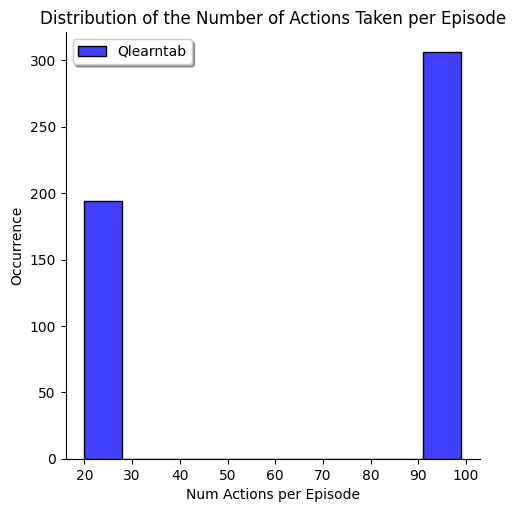 Distribution of the Number of Actions Taken per Episode
Qlearntab
300
250
200
150
100
50
0
Occurrence
20 30 40 50 60 70 80 90 100
Num Actions per Episode